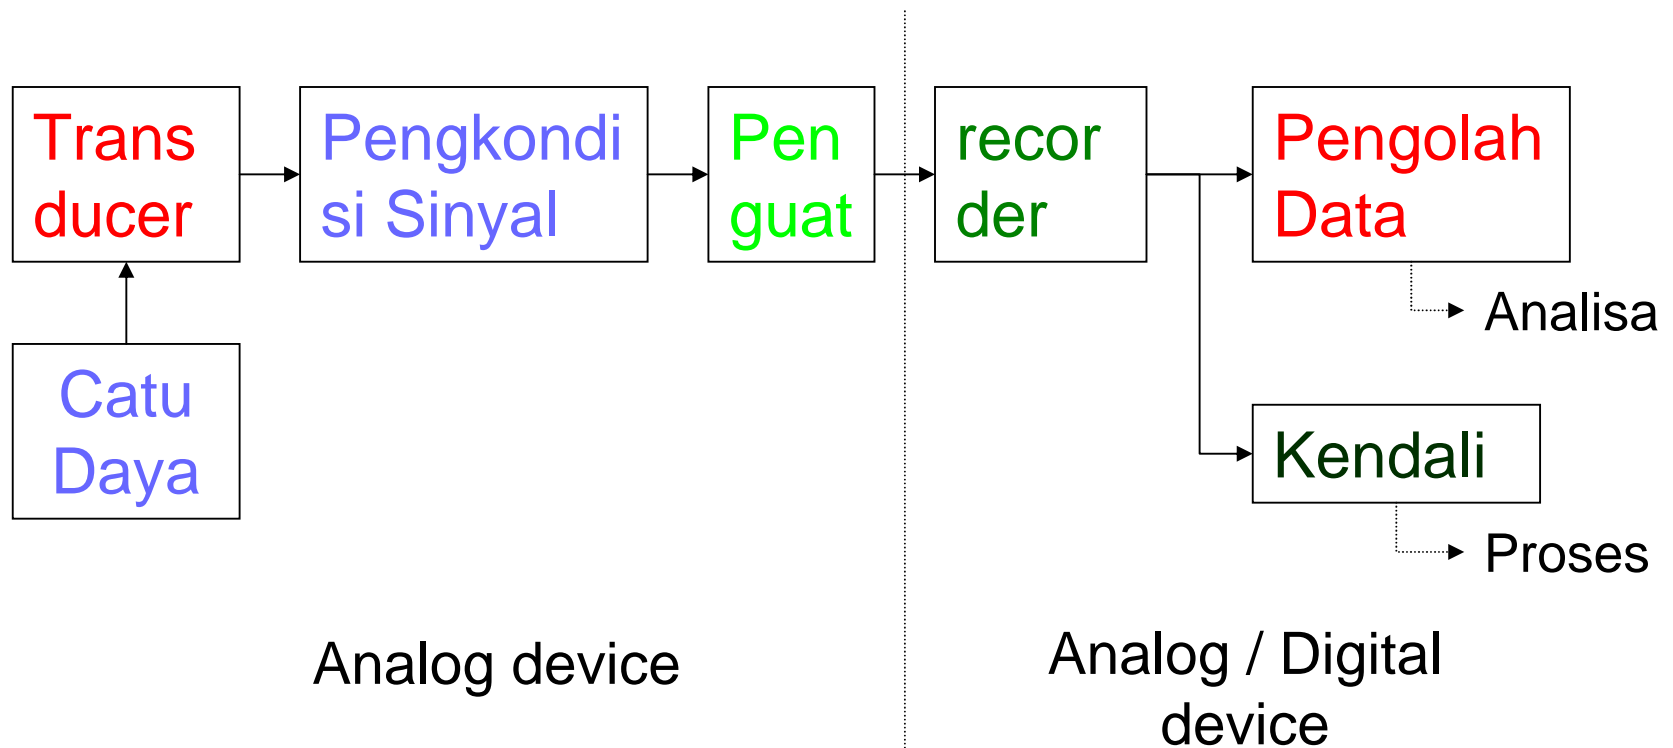 Trans
ducer
Pengkondi
si Sinyal
Pen
guat
recor
der
Pengolah
Data
Analisa
Catu
Daya
Kendali
Proses
Analog device
Analog / Digital
device